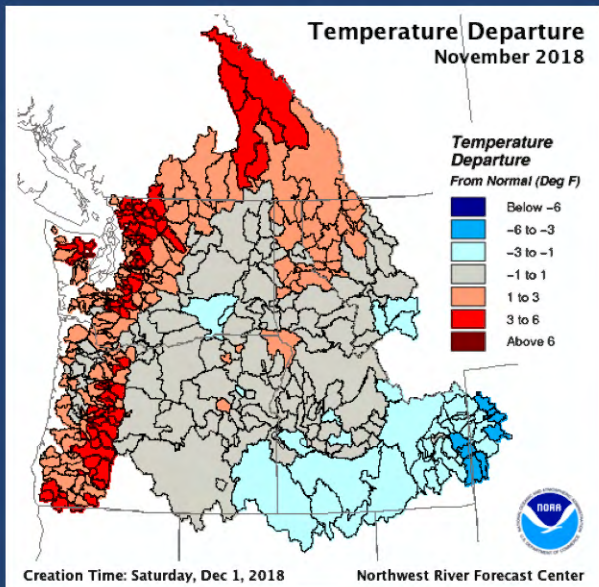 Temperature Departure
November 2018
Temperature
Departure
From Normal (Deg F)
Below -6
-6 to -3
-3 to -1
-1 to 1
1 to 3
3 to 6
Above 6
NOAA
Creation Time: Saturday, Dec 1, 2018
Northwest River Forecast Center